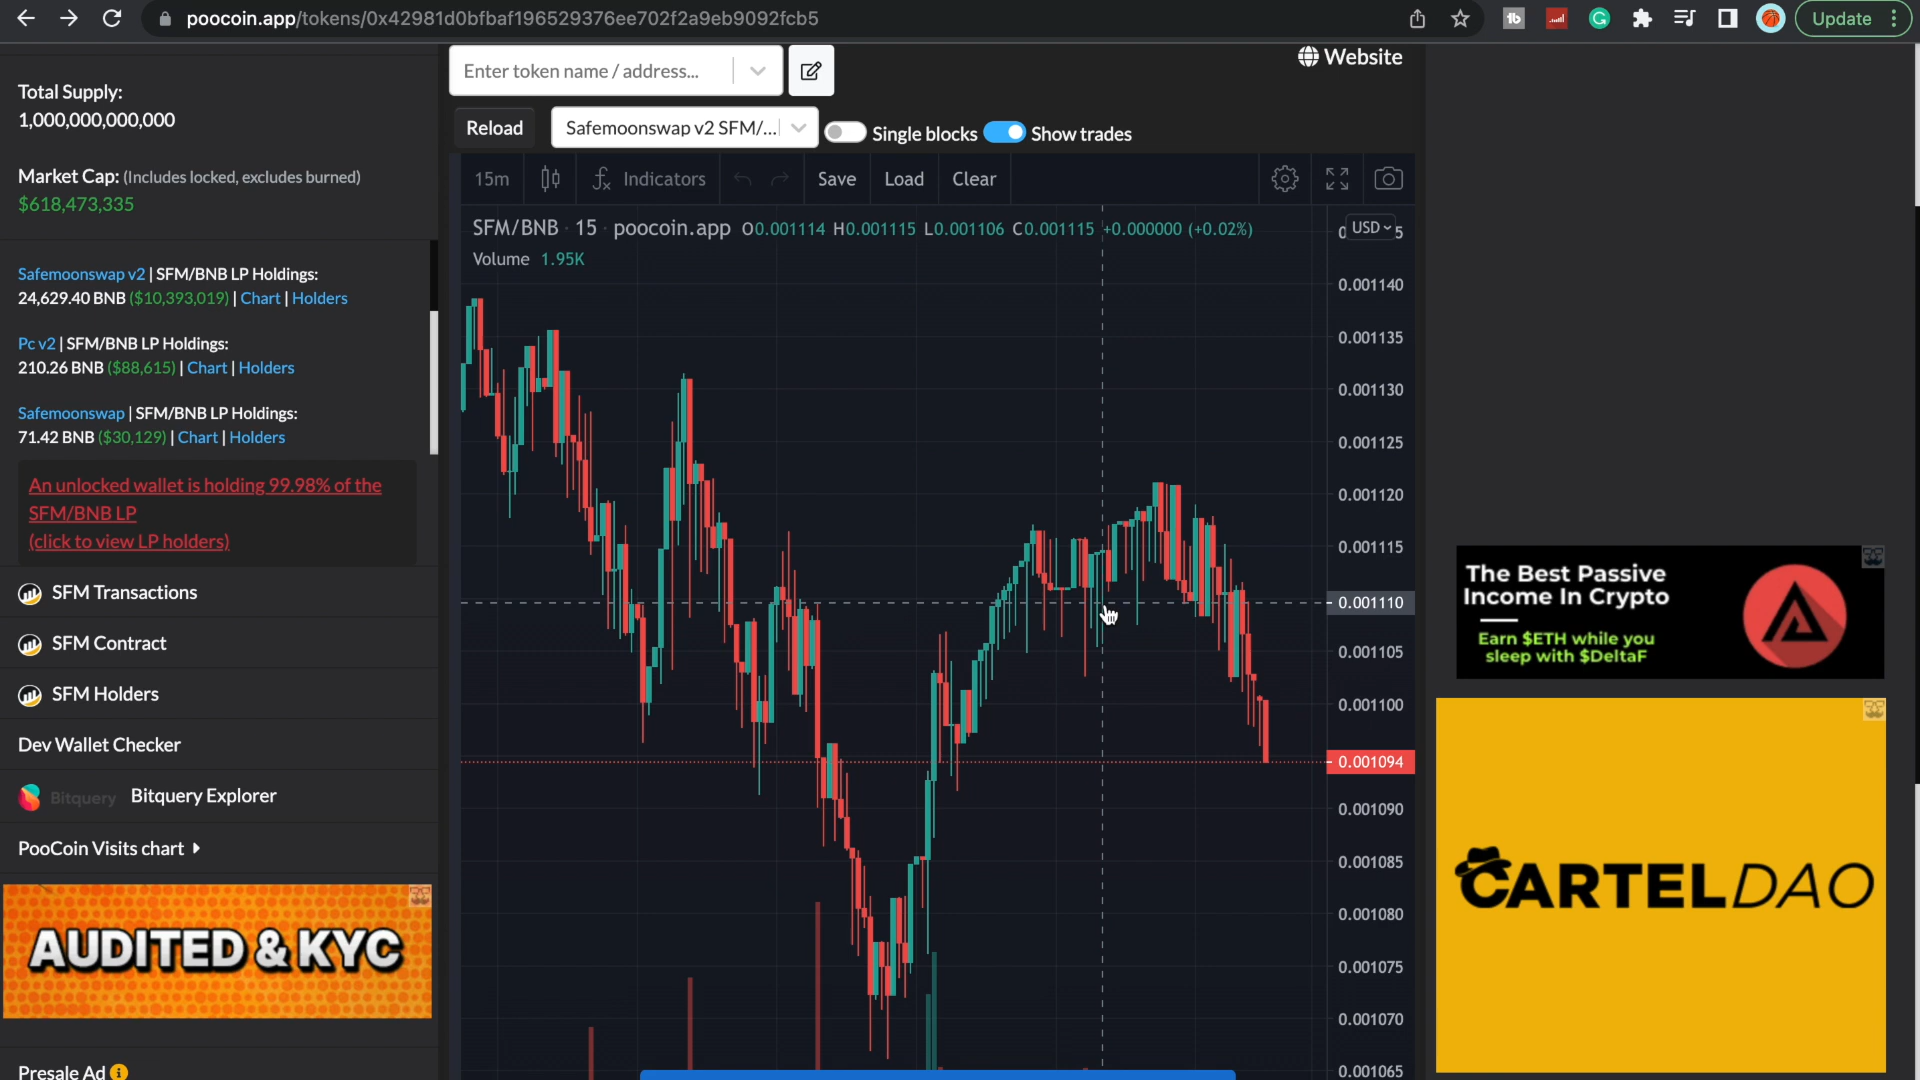 poocoin.app/tokens/0x42981d0bfbaf196529376ee702f2a9eb9092fcb5
tb
G
Update
Total Supply:
1,000,000,000,000
Market Cap: (Includes locked, excludes burned)
$618,473,335
Safemoonswap v2 | SFM/BNB LP Holdings:
24,629.40 BNB ($10,393,019) | Chart | Holders
Pc v2 | SFM/BNB LP Holdings:
210.26 BNB ($88,615) | Chart | Holders
Safemoonswap | SFM/BNB LP Holdings:
71.42 BNB ($30,129) | Chart | Holders
An unlocked wallet is holding 99.98% of the
SFM/BNB LP
(click to view LP holders)
SFM Transactions
SFM Contract
SFM Holders
Dev Wallet Checker
Bitquery Bitquery Explorer
PooCoin Visits chart
AUDITED & KYC
Presale Ad
Enter token name / address...
Website
Reload
Safemoonswap v2 SFM/...
Single blocks
Show trades
15m
Indicators
Save
Load
Clear
SFM/BNB · 15 · poocoin.app O0.001114 H0.001115 L0.001106 C0.001115 +0.000000 (+0.02%)
Volume 1.95K
USD
0.001140
0.001135
0.001130
0.001125
0.001120
0.001115
0.001110
0.001105
0.001100
0.001094
0.001090
0.001085
0.001080
0.001075
0.001070
0.001065
The Best Passive
Income In Crypto
Earn $ETH while you
sleep with $DeltaF
CARTELDAO